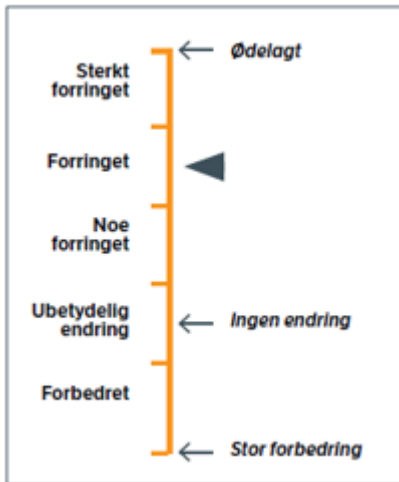 Ødelagt
Sterkt
forringet
Forringet
Noe
forringet
Ubetydelig
endring
Ingen endring
Forbedret
Stor forbedring